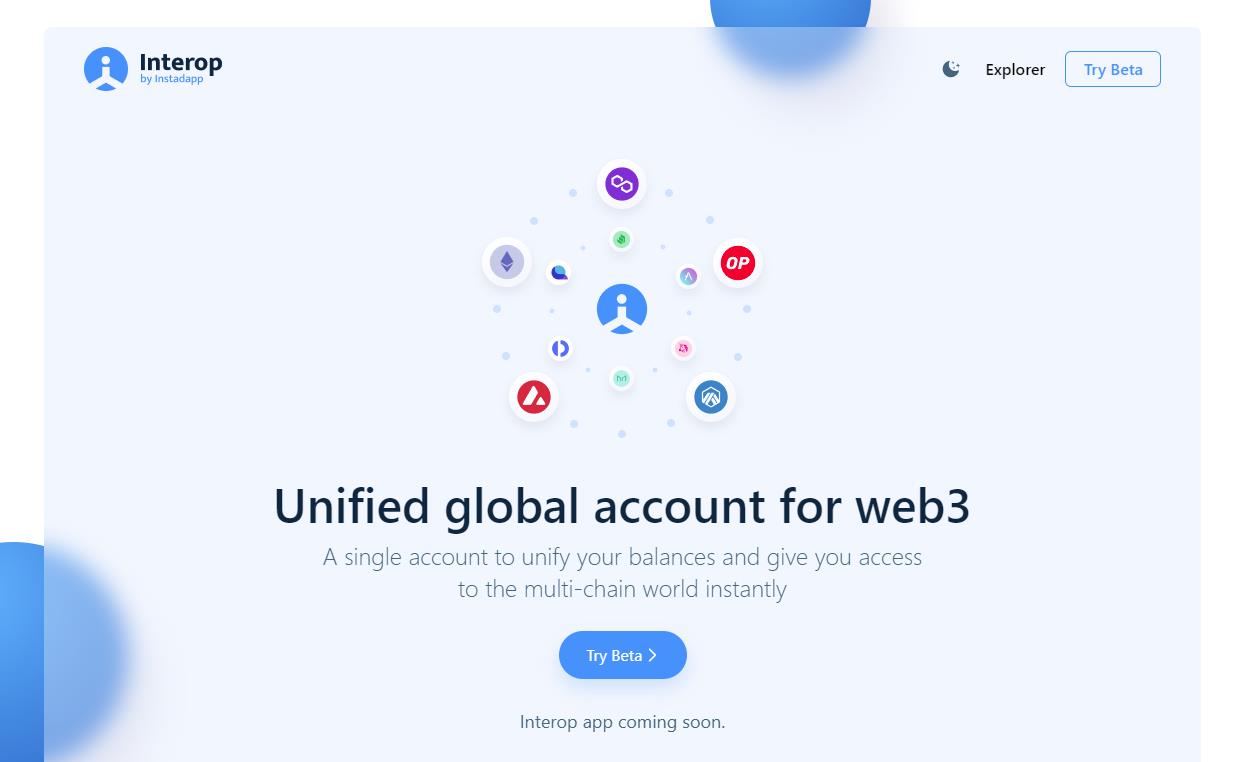 Interop
by Instadapp
Explorer
Try Beta
OP
Unified global account for web3
A single account to unify your balances and give you access
to the multi-chain world instantly
Try Beta
Interop app coming soon.